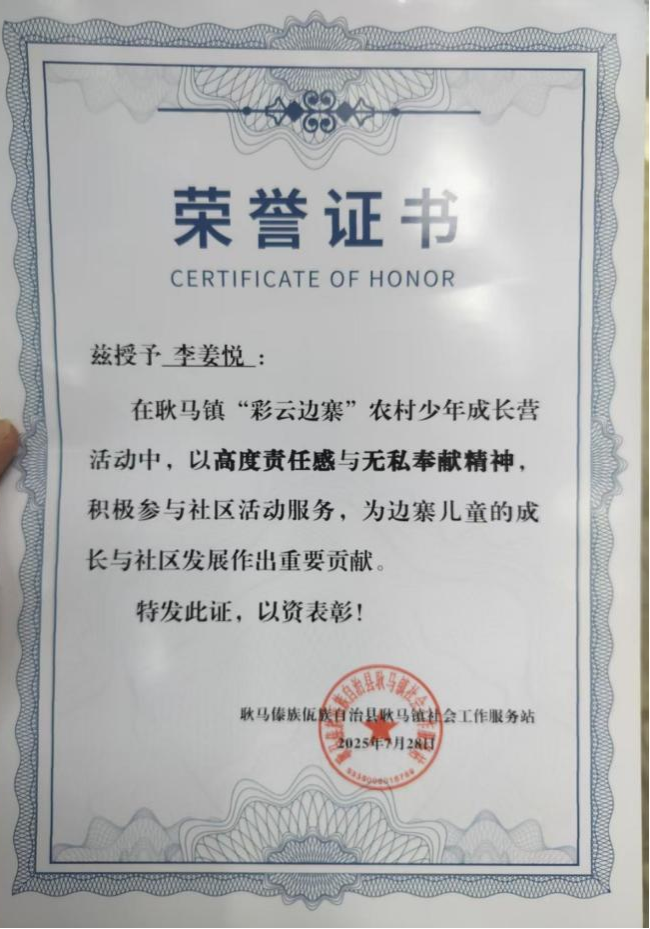 荣誉证书
CERTIFICATE OF HONOR
兹授予 李姜悦 ：
在耿马镇“彩云边寨”农村少年成长营
活动中，以高度责任感与无私奉献精神，
积极参与社区活动服务，为边寨儿童的成
长与社区发展作出重要贡献。
特发此证，以资表彰！
耿马傣族佤族自治县耿马镇社会工作服务站
2025年7月28日